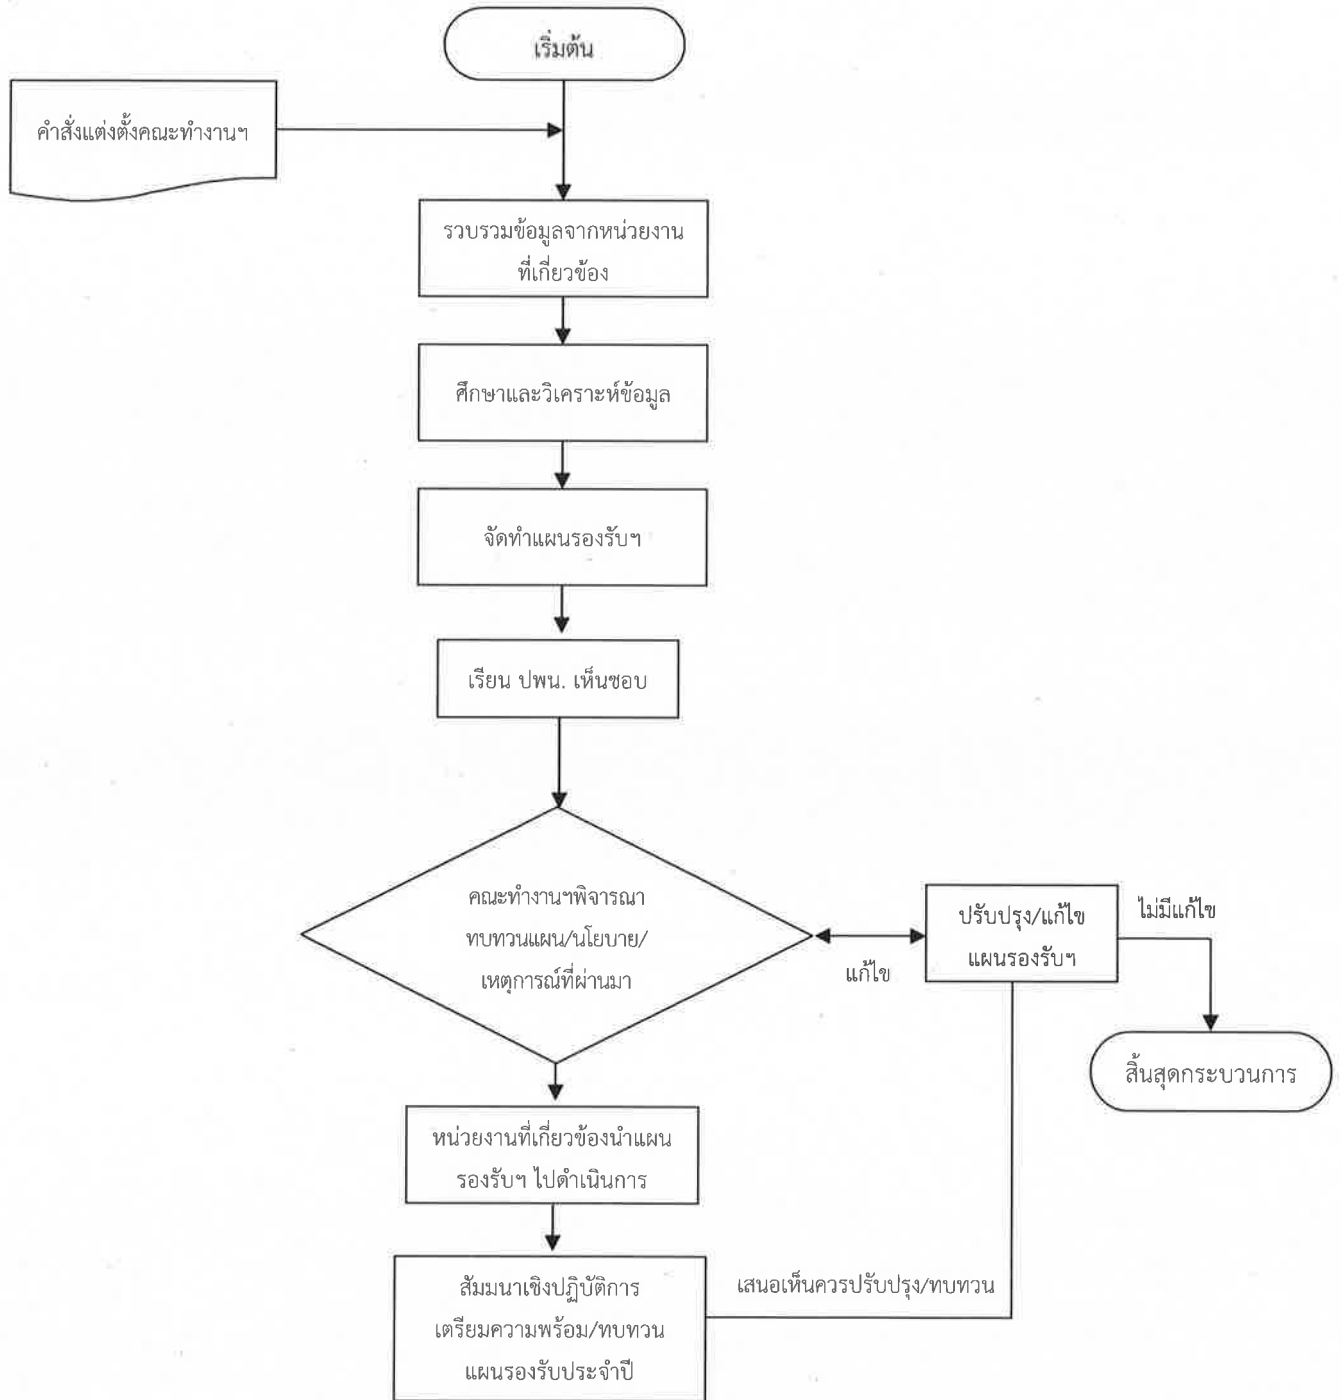 เริ่มต้น
คำสั่งแต่งตั้งคณะทำงานฯ
รวบรวมข้อมูลจากหน่วยงาน
ที่เกี่ยวข้อง
ศึกษาและวิเคราะห์ข้อมูล
จัดทำแผนรองรับฯ
เรียน ปพน. เห็นชอบ
คณะทำงานฯพิจารณา
ทบทวนแผน/นโยบาย/
เหตุการณ์ที่ผ่านมา
แก้ไข
ปรับปรุง/แก้ไข
แผนรองรับฯ
ไม่มีแก้ไข
สิ้นสุดกระบวนการ
หน่วยงานที่เกี่ยวข้องนำแผน
รองรับฯ ไปดำเนินการ
สัมมนาเชิงปฏิบัติการ
เตรียมความพร้อม/ทบทวน
แผนรองรับประจำปี
เสนอเห็นควรปรับปรุง/ทบทวน